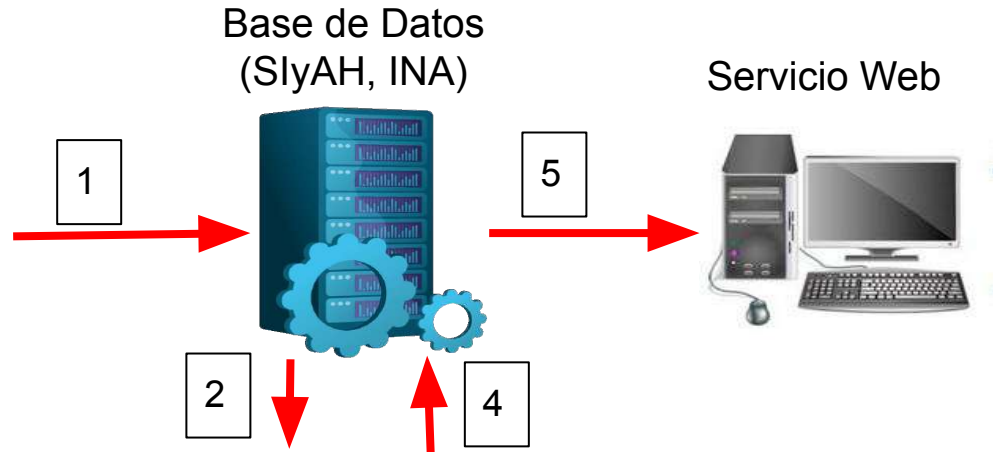 Base de Datos
(SIyAH, INA)
Servicio Web
1
5
2
4